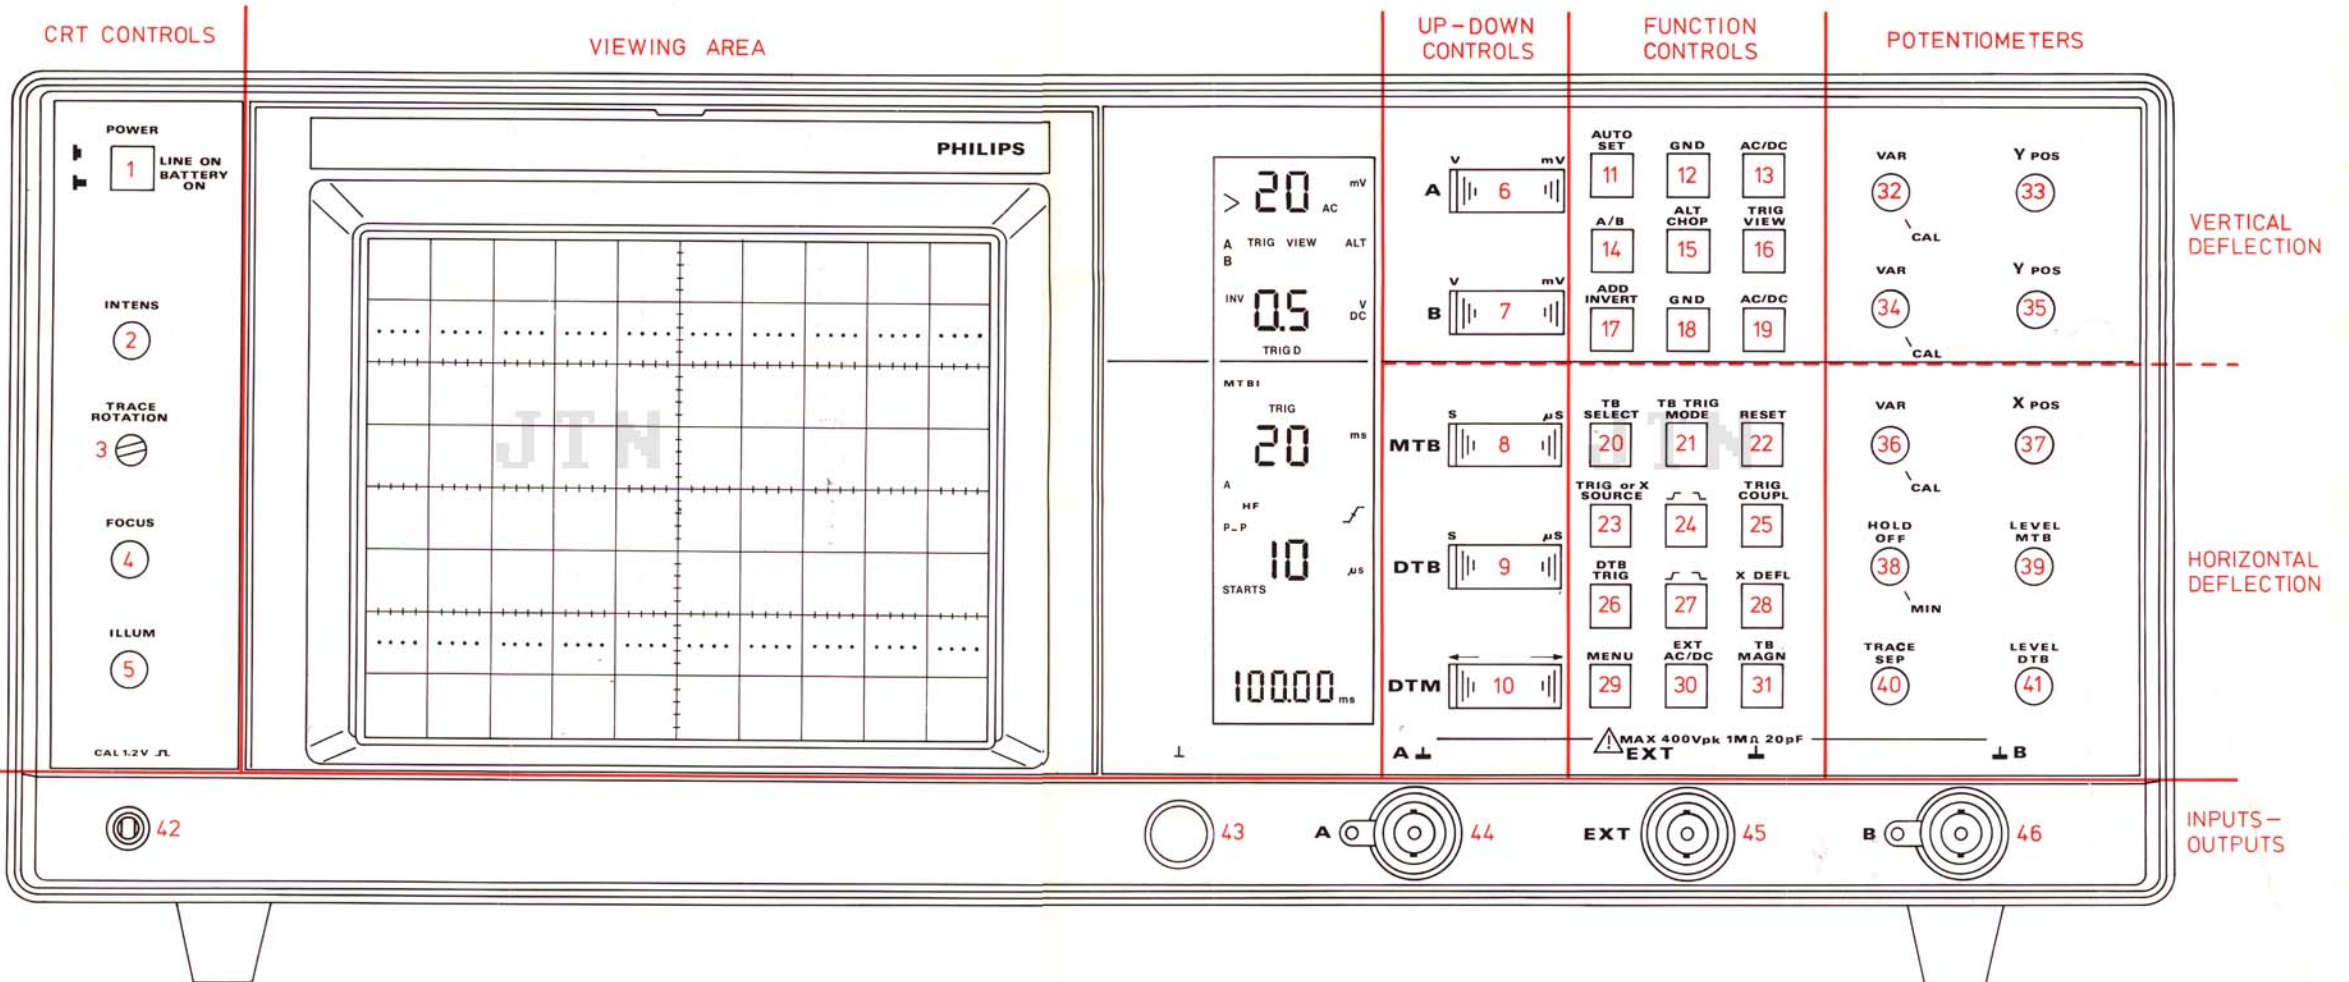 CRT CONTROLS
VIEWING AREA
UP-DOWN
CONTROLS
FUNCTION
CONTROLS
POTENTIOMETERS
POWER
1
LINE ON
BATTERY
ON
INTENS
2
TRACE
ROTATION
3
FOCUS
4
ILLUM
5
CAL 1.2V
PHILIPS
JTN
> 20 mV
AC
A TRIG VIEW ALT
B
INV 0.5 V
DC
TRIG D
MTBI
TRIG
20 ms
A
HF
P-P
10 µs
STARTS
100.00 ms
V mV
A 6
V mV
B 7
S µS
MTB 8
S µS
DTB 9
DTM 10
AUTO
SET
11
GND
12
AC/DC
13
A/B
14
ALT
CHOP
15
TRIG
VIEW
16
ADD
INVERT
17
GND
18
AC/DC
19
TB
SELECT
20
TB TRIG
MODE
21
RESET
22
JTN
TRIG or X
SOURCE
23
24
TRIG
COUPL
25
DTB
TRIG
26
27
X DEFL
28
MENU
29
EXT
AC/DC
30
TB
MAGN
31
VAR
32
CAL
Y POS
33
VAR
34
CAL
Y POS
35
VAR
36
CAL
X POS
37
HOLD
OFF
38
MIN
LEVEL
MTB
39
TRACE
SEP
40
LEVEL
DTB
41
VERTICAL
DEFLECTION
HORIZONTAL
DEFLECTION
MAX 400Vpk 1MΩ 20pF
⊥
A ⊥
EXT
⊥
⊥ B
42
43
A 44
EXT 45
B 46
INPUTS-
OUTPUTS